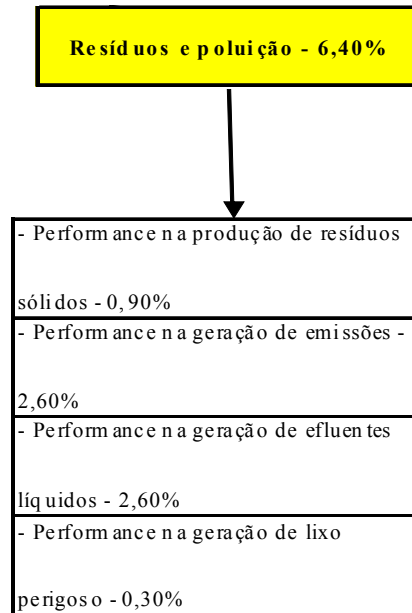 Resíduos e poluição - 6,40%
- Performance na produção de resíduos
sólidos - 0,90%
- Performance na geração de emissões -
2,60%
- Performance na geração de efluentes
líquidos - 2,60%
- Performance na geração de lixo
perigoso - 0,30%